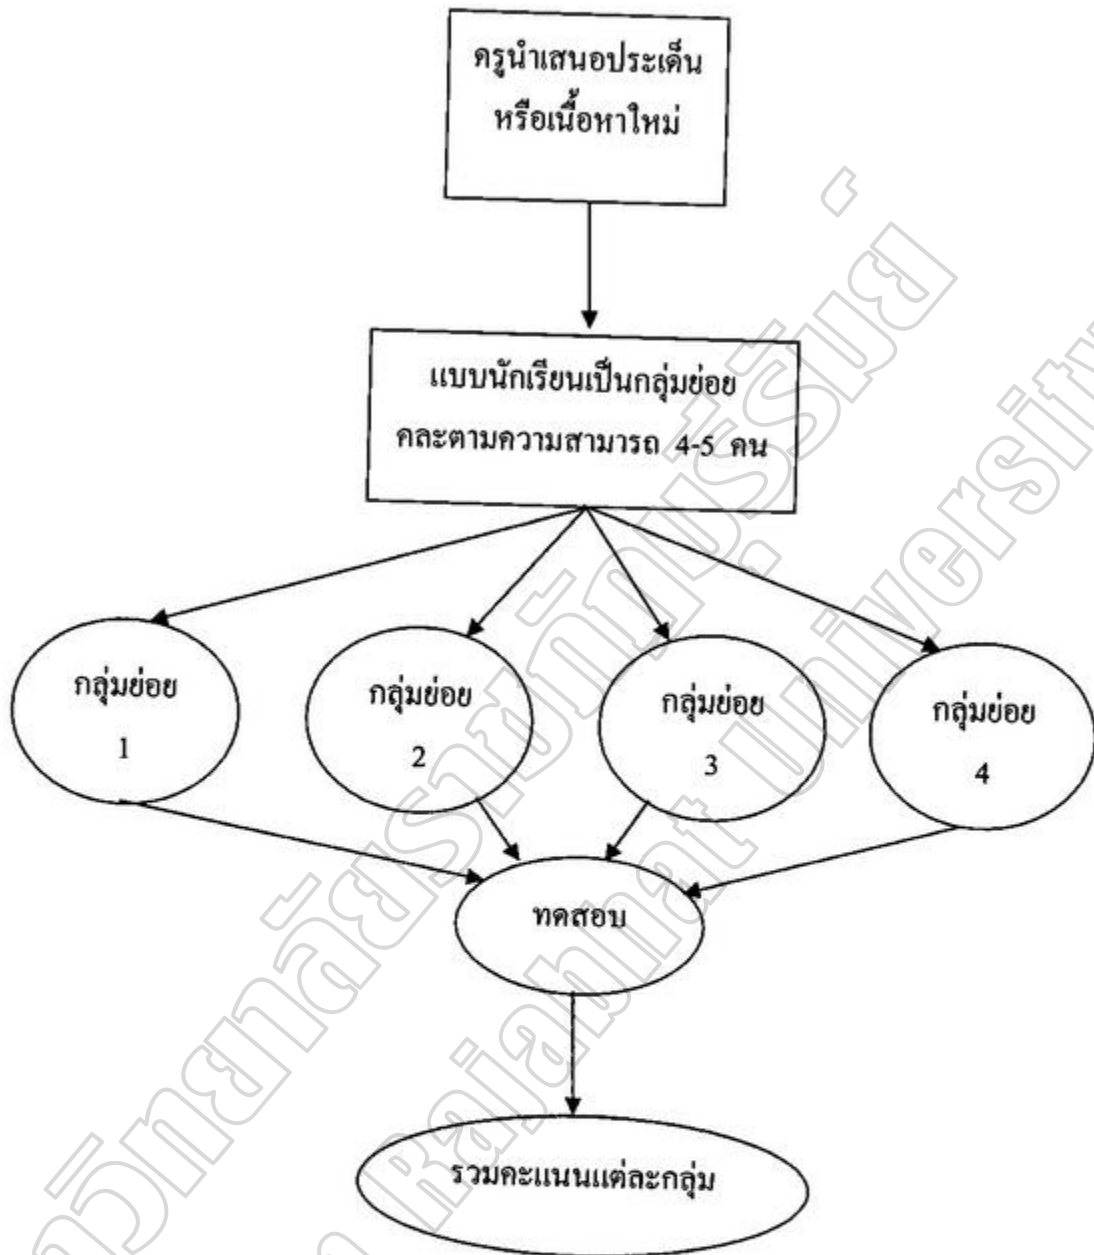 ครูนำเสนอประเด็น
หรือเนื้อหาใหม่
แบบนักเรียนเป็นกลุ่มย่อย
คละตามความสามารถ 4-5 คน
กลุ่มย่อย
1
กลุ่มย่อย
2
กลุ่มย่อย
3
กลุ่มย่อย
4
ทดสอบ
รวมคะแนนแต่ละกลุ่ม
Rajabhat University